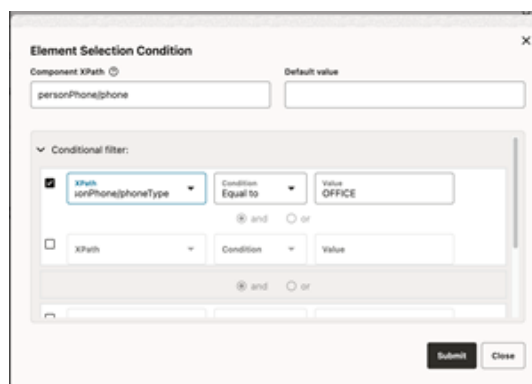 Element Selection Condition
Component XPath Default value
personPhone/phone
Conditional filter:
XPath Condition Value
sonPhone/phoneType Equal to OFFICE
and or
XPath Condition Value
and or
Submit Close